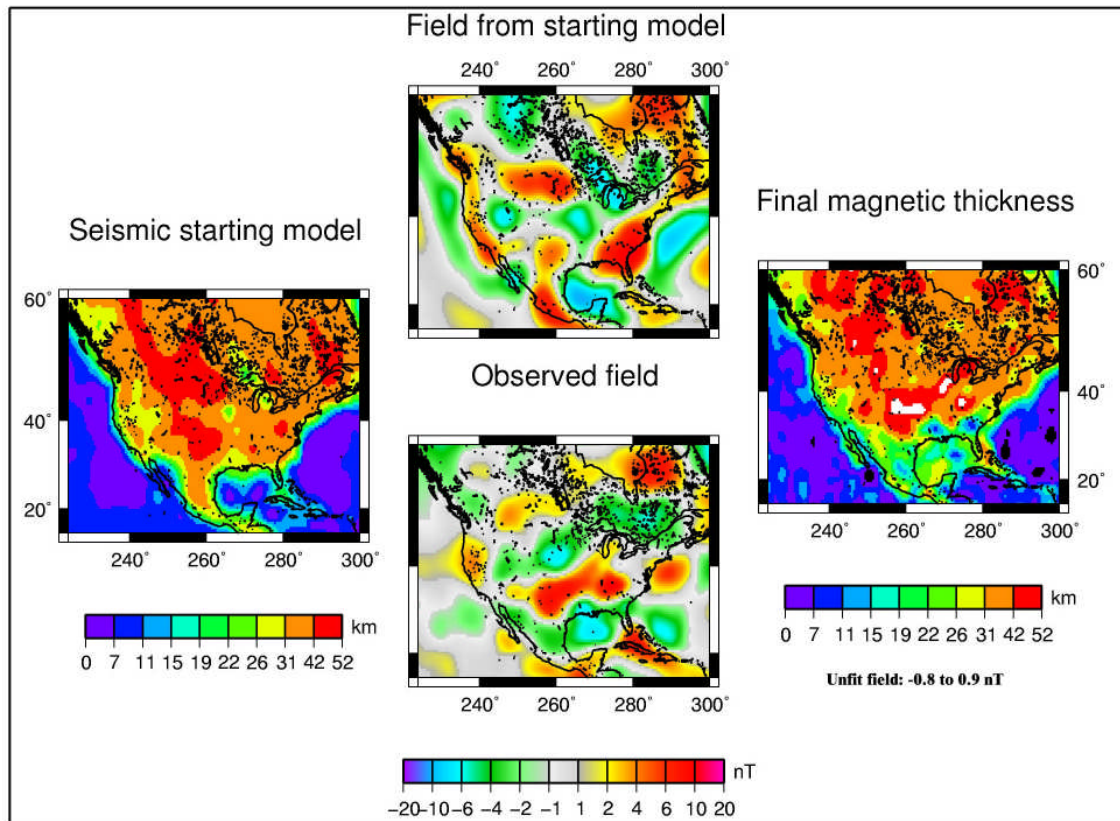 Field from starting model
240° 260° 280° 300°
Seismic starting model
60°
40°
20°
240° 260° 280° 300°
km
0 7 11 15 19 22 26 31 42 52
Observed field
240° 260° 280° 300°
nT
−20 −10 −6 −4 −2 −1 1 2 4 6 10 20
Final magnetic thickness
60°
40°
20°
240° 260° 280° 300°
km
0 7 11 15 19 22 26 31 42 52
Unfit field: -0.8 to 0.9 nT